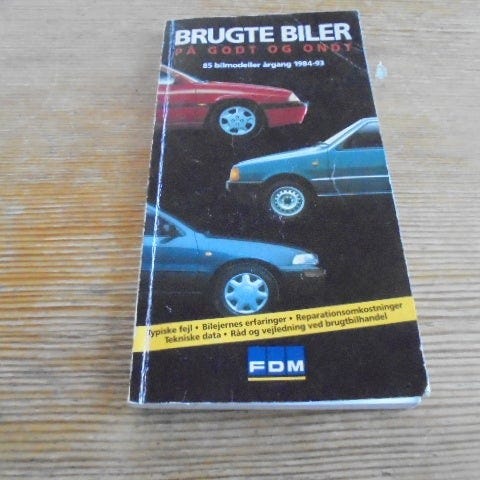 BRUGTE BILER
PÅ GODT OG ONDT
85 bilmodeller årgang 1984-93
Typiske fejl • Bilejernes erfaringer • Reparationsomkostninger
Tekniske data • Råd og vejledning ved brugtbilhandel
FDM